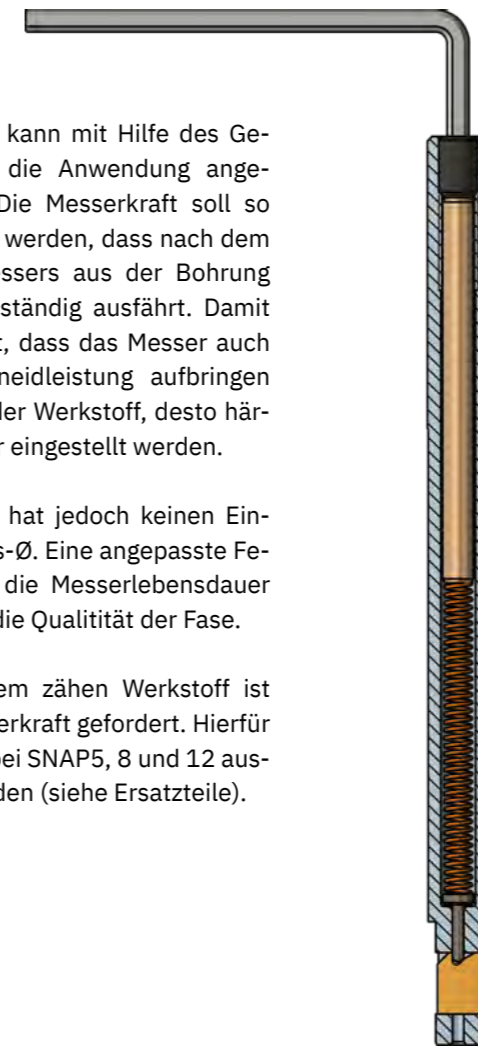 kann mit Hilfe des Ge-
die Anwendung ange-
Die Messerkraft soll so
werden, dass nach dem
essers aus der Bohrung
ständig ausfährt. Damit
t, dass das Messer auch
neidleistung aufbringen
der Werkstoff, desto här-
r eingestellt werden.
hat jedoch keinen Ein-
s-Ø. Eine angepasste Fe-
die Messerlebensdauer
die Qualitität der Fase.
em zähen Werkstoff ist
erkraft gefordert. Hierfür
bei SNAP5, 8 und 12 aus-
den (siehe Ersatzteile).